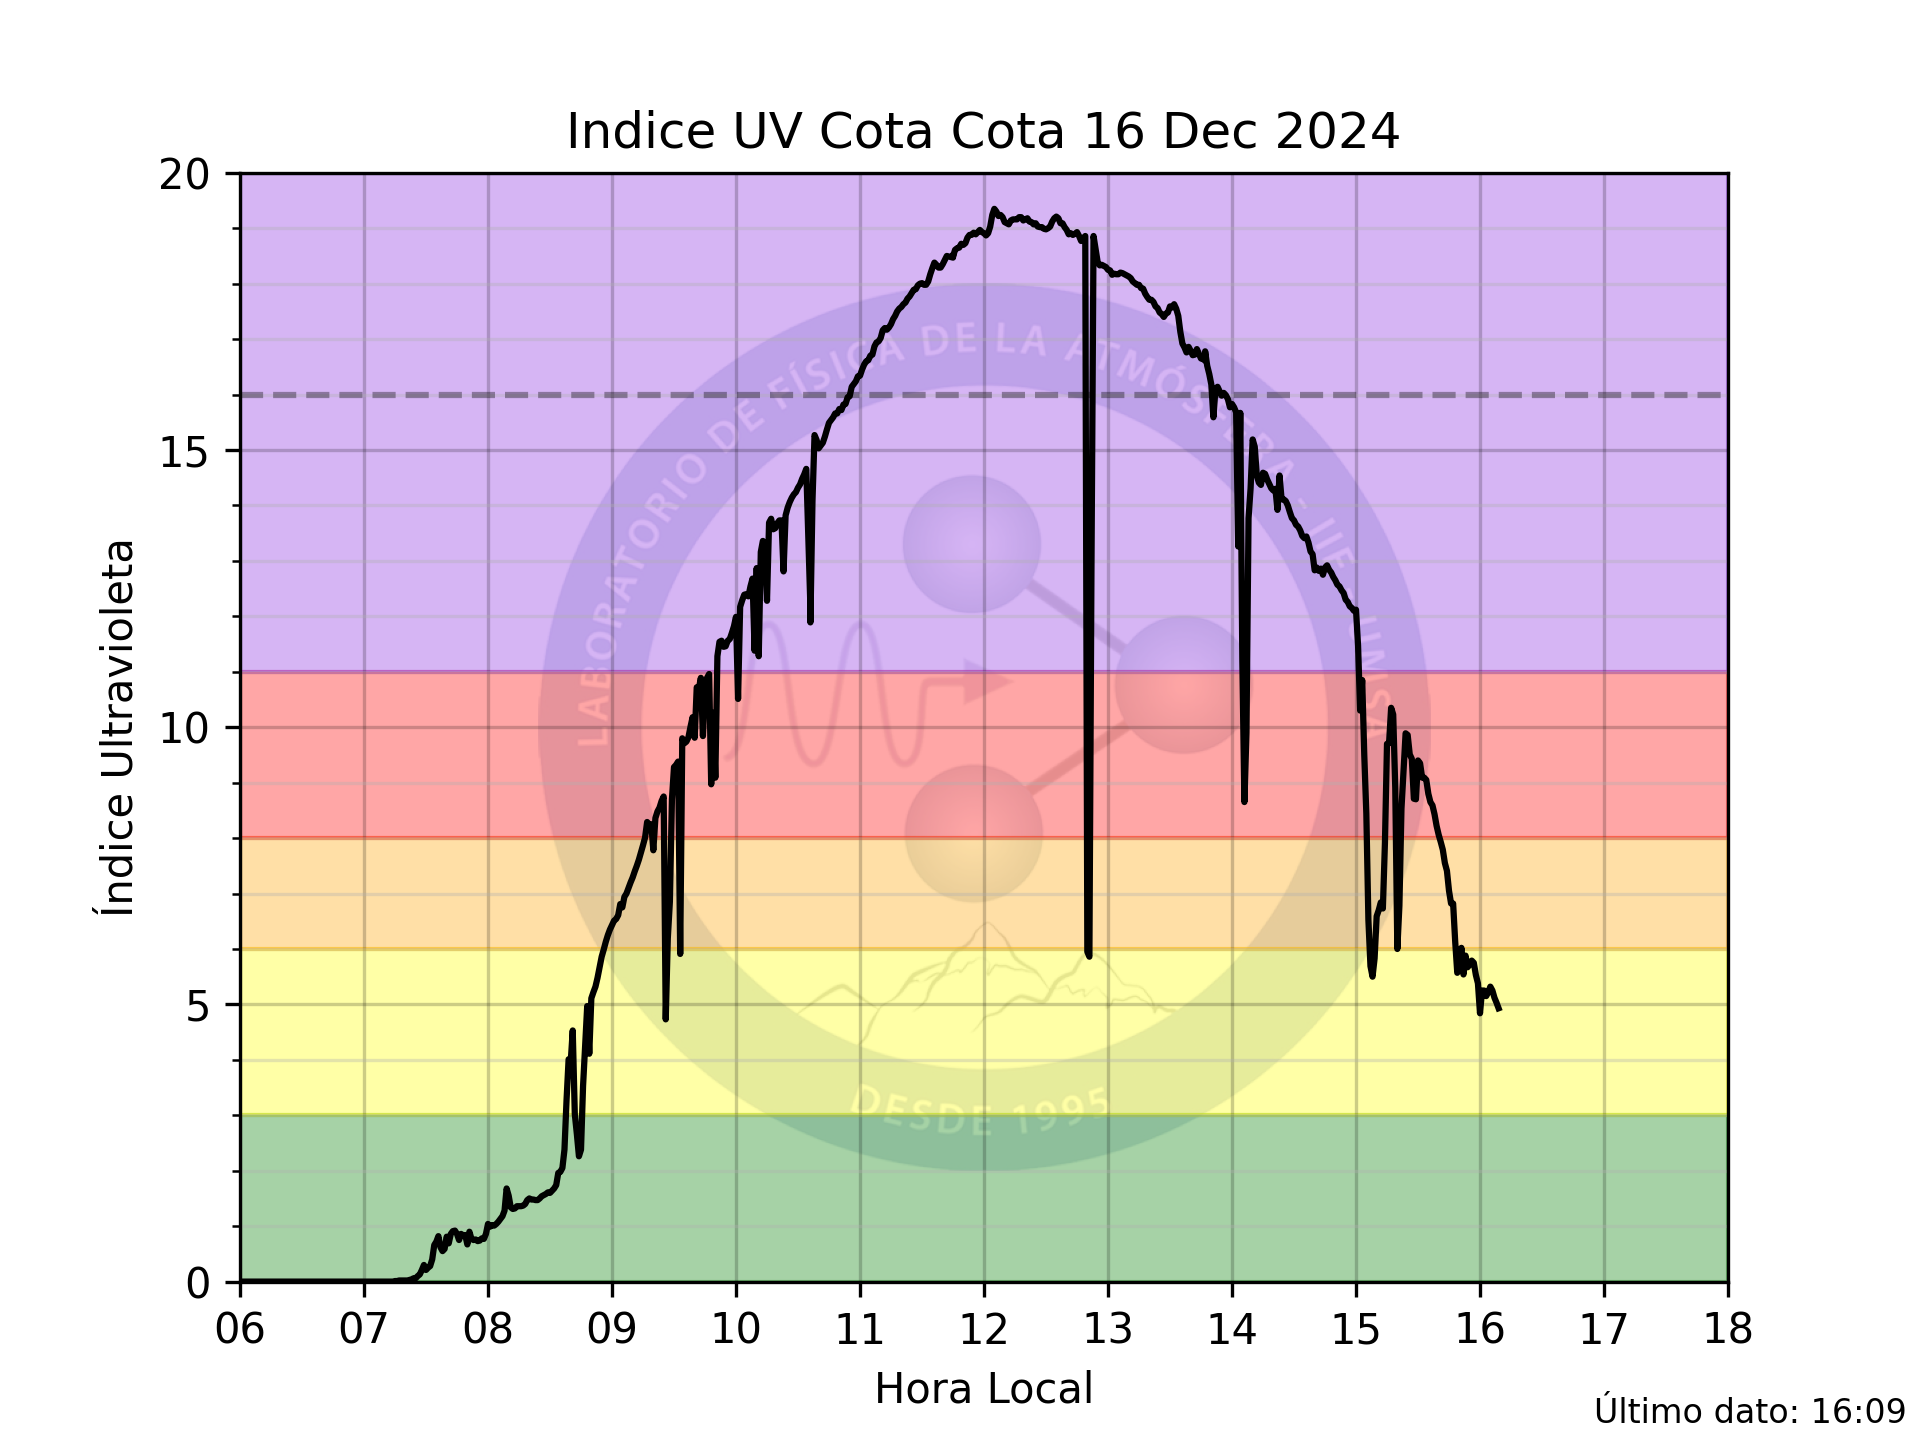 Indice UV Cota Cota 16 Dec 2024
20
15
10
5
0
Índice Ultravioleta
LABORATORIO DE FÍSICA DE LA ATMÓSFERA - IIF - UMSA
DESDE 1995
06 07 08 09 10 11 12 13 14 15 16 17 18
Hora Local
Último dato: 16:09